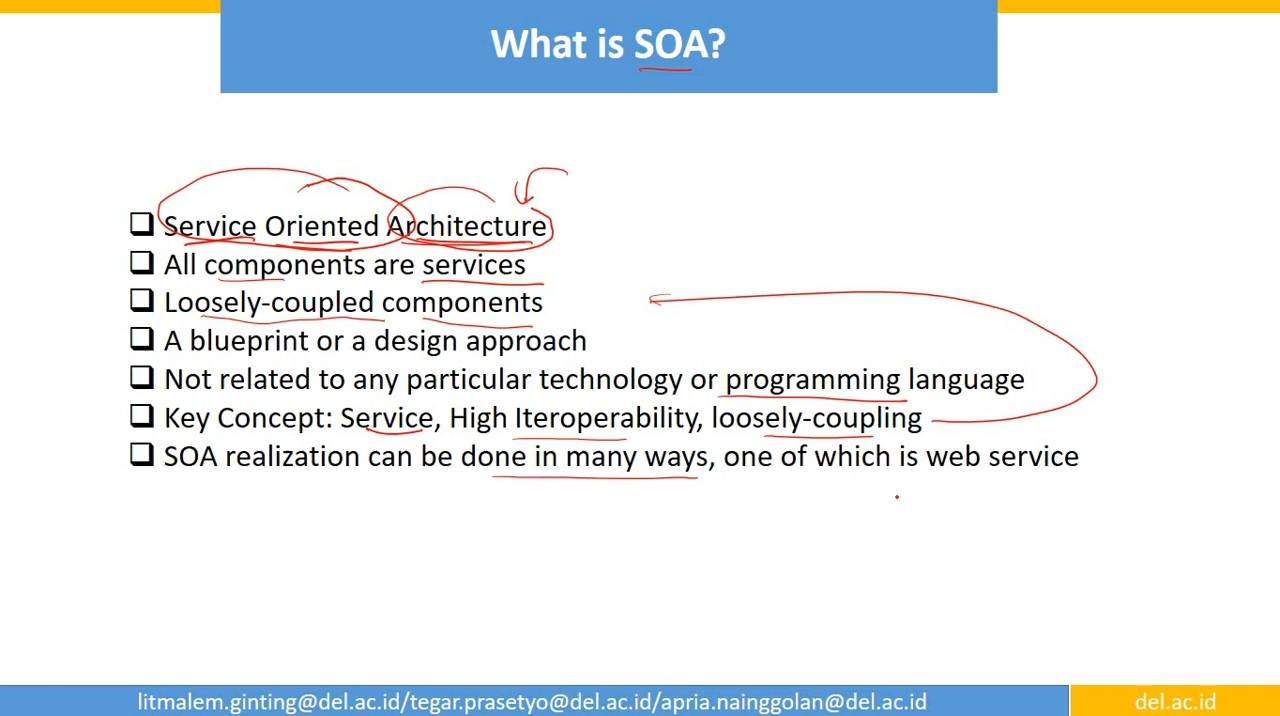 What is SOA?
Service Oriented Architecture
All components are services
Loosely-coupled components
A blueprint or a design approach
Not related to any particular technology or programming language
Key Concept: Service, High Iteroperability, loosely-coupling
SOA realization can be done in many ways, one of which is web service
litmalem.ginting@del.ac.id/tegar.prasetyo@del.ac.id/apria.nainggolan@del.ac.id
del.ac.id